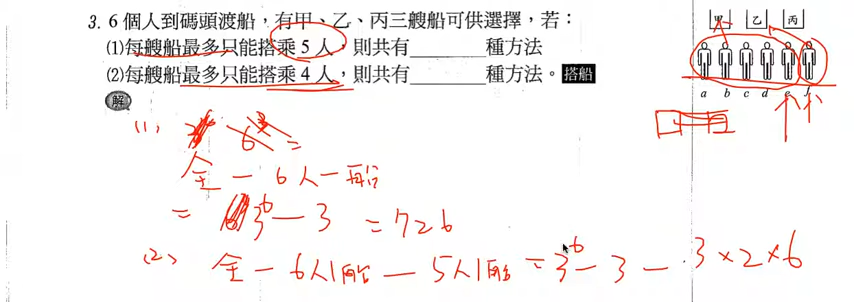 3. 6 個人到碼頭渡船，有甲、乙、丙三艘船可供選擇，若：
(1)每艘船最多只能搭乘 5 人，則共有______種方法
(2)每艘船最多只能搭乘 4 人，則共有______種方法。搭船
甲 乙 丙
a b c d e f
解
(1) 6³ =
全 - 6人一船
= 3⁶ - 3 = 726
(2) 全 - 6人1船 - 5人1船 = 3⁶ - 3 - 3 × 2 × 6